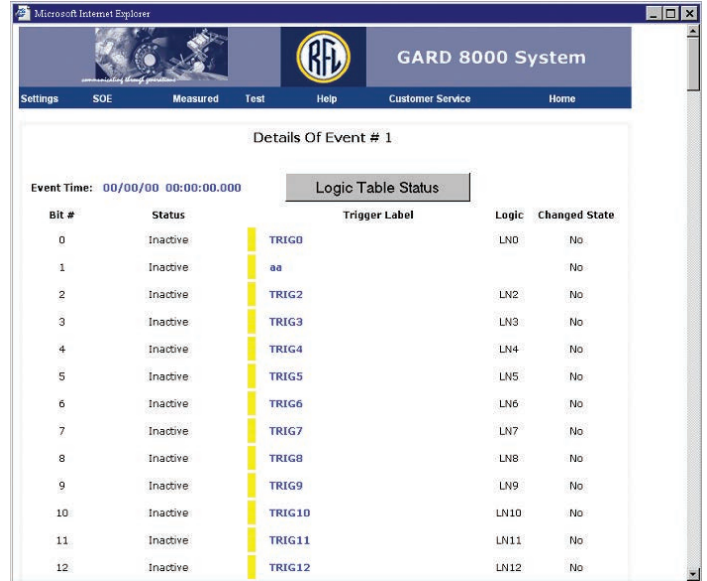 Microsoft Internet Explorer
communicating through generations
RFL
GARD 8000 System
Settings SOE Measured Test Help Customer Service Home
Details Of Event # 1
Event Time: 00/00/00 00:00:00.000 Logic Table Status
Bit # Status Trigger Label Logic Changed State
0 Inactive TRIG0 LN0 No
1 Inactive aa No
2 Inactive TRIG2 LN2 No
3 Inactive TRIG3 LN3 No
4 Inactive TRIG4 LN4 No
5 Inactive TRIG5 LN5 No
6 Inactive TRIG6 LN6 No
7 Inactive TRIG7 LN7 No
8 Inactive TRIG8 LN8 No
9 Inactive TRIG9 LN9 No
10 Inactive TRIG10 LN10 No
11 Inactive TRIG11 LN11 No
12 Inactive TRIG12 LN12 No